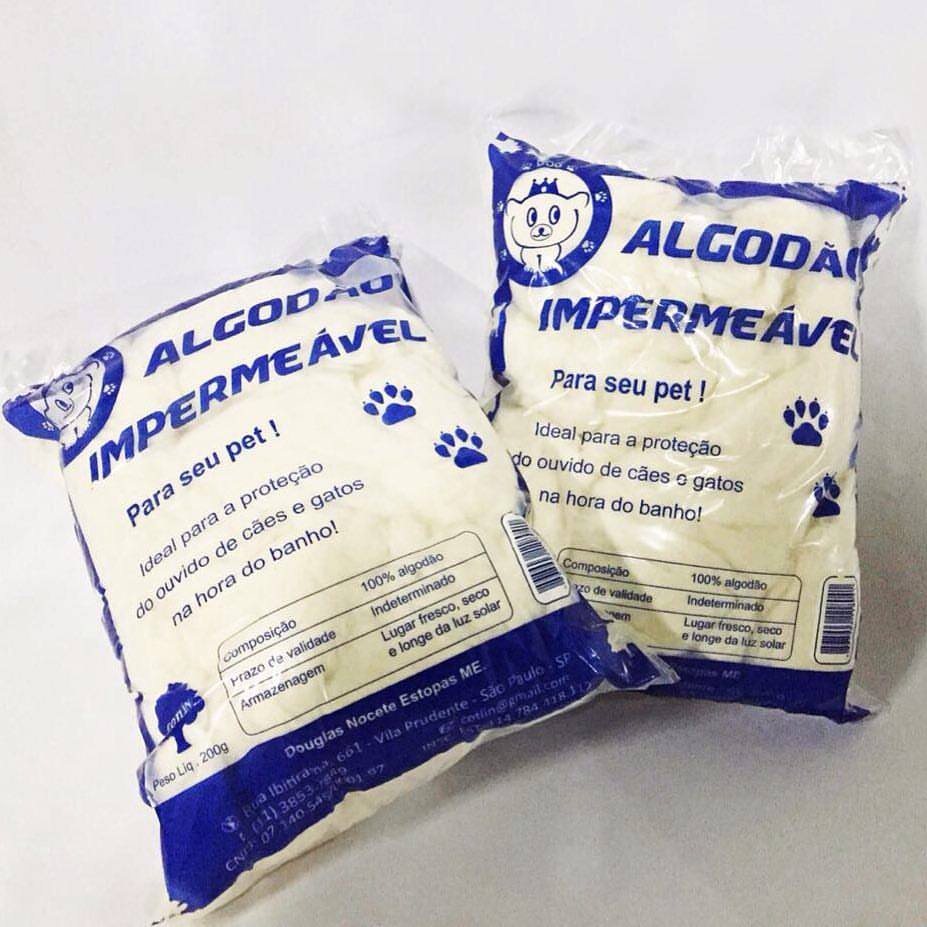 ALGODÃO
IMPERMEÁVEL
Para seu pet !
Ideal para a proteção
do ouvido de cães e gatos
na hora do banho!
Composição 100% algodão
Prazo de validade Indeterminado
Armazenagem Lugar fresco, seco
e longe da luz solar
Peso Liq. 200g
Douglas Nocete Estopas ME.
Rua Ibitirama, 661 - Vila Prudente - São Paulo - SP
cotlin@gmail.com
DOG
ALGODÃO
IMPERMEÁVEL
Para seu pet !
Ideal para a proteção
do ouvido de cães e gatos
na hora do banho!
Composição 100% algodão
Prazo de validade Indeterminado
Lugar fresco, seco
e longe da luz solar
Estopas ME